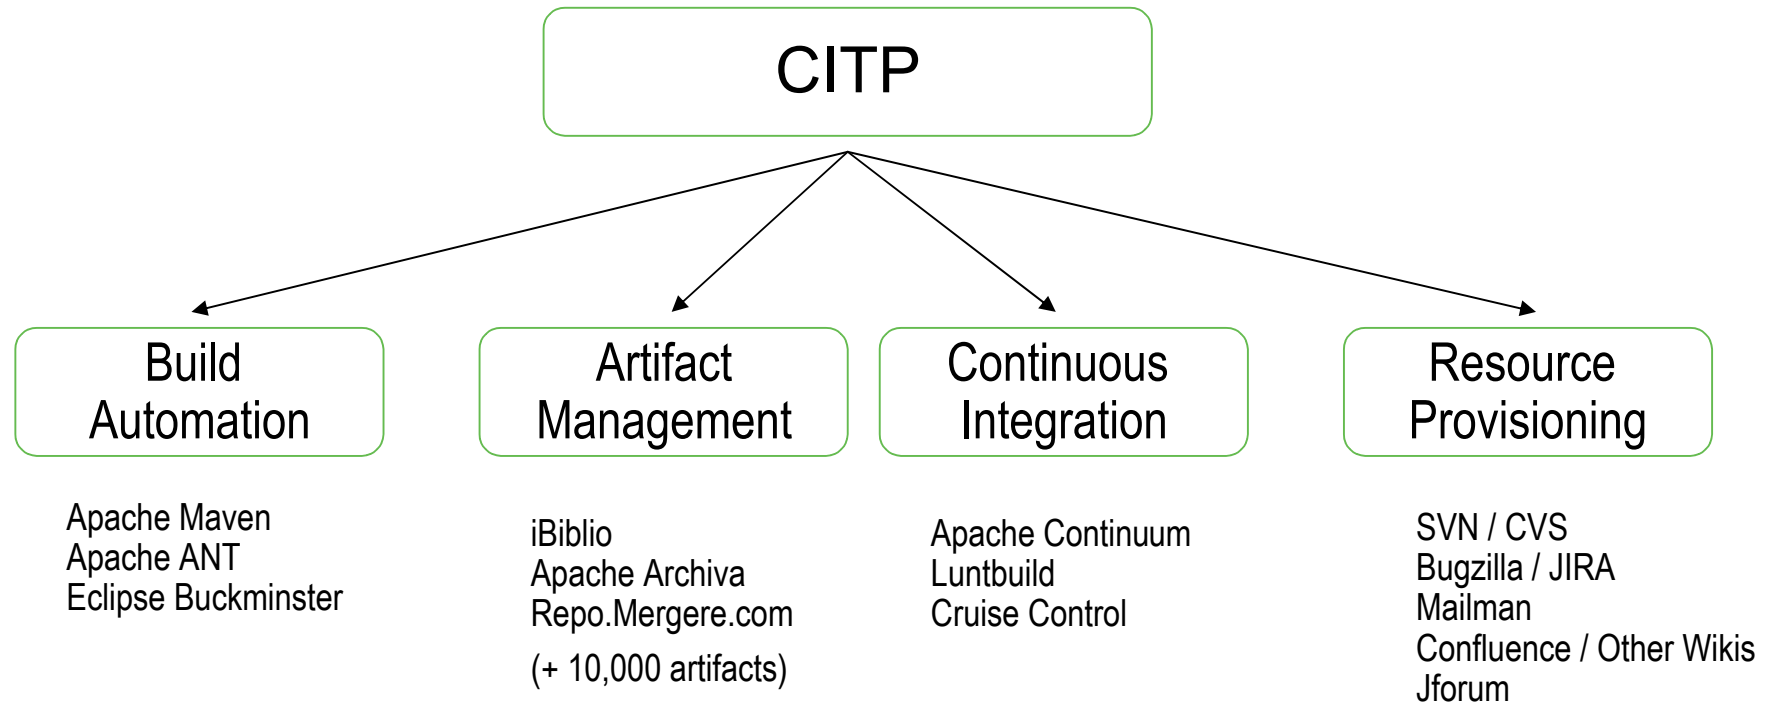 CITP
Build
Automation
Artifact
Management
Continuous
Integration
Resource
Provisioning
Apache Maven
Apache ANT
Eclipse Buckminster
iBiblio
Apache Archiva
Repo.Mergere.com
(+ 10,000 artifacts)
Apache Continuum
Luntbuild
Cruise Control
SVN / CVS
Bugzilla / JIRA
Mailman
Confluence / Other Wikis
Jforum